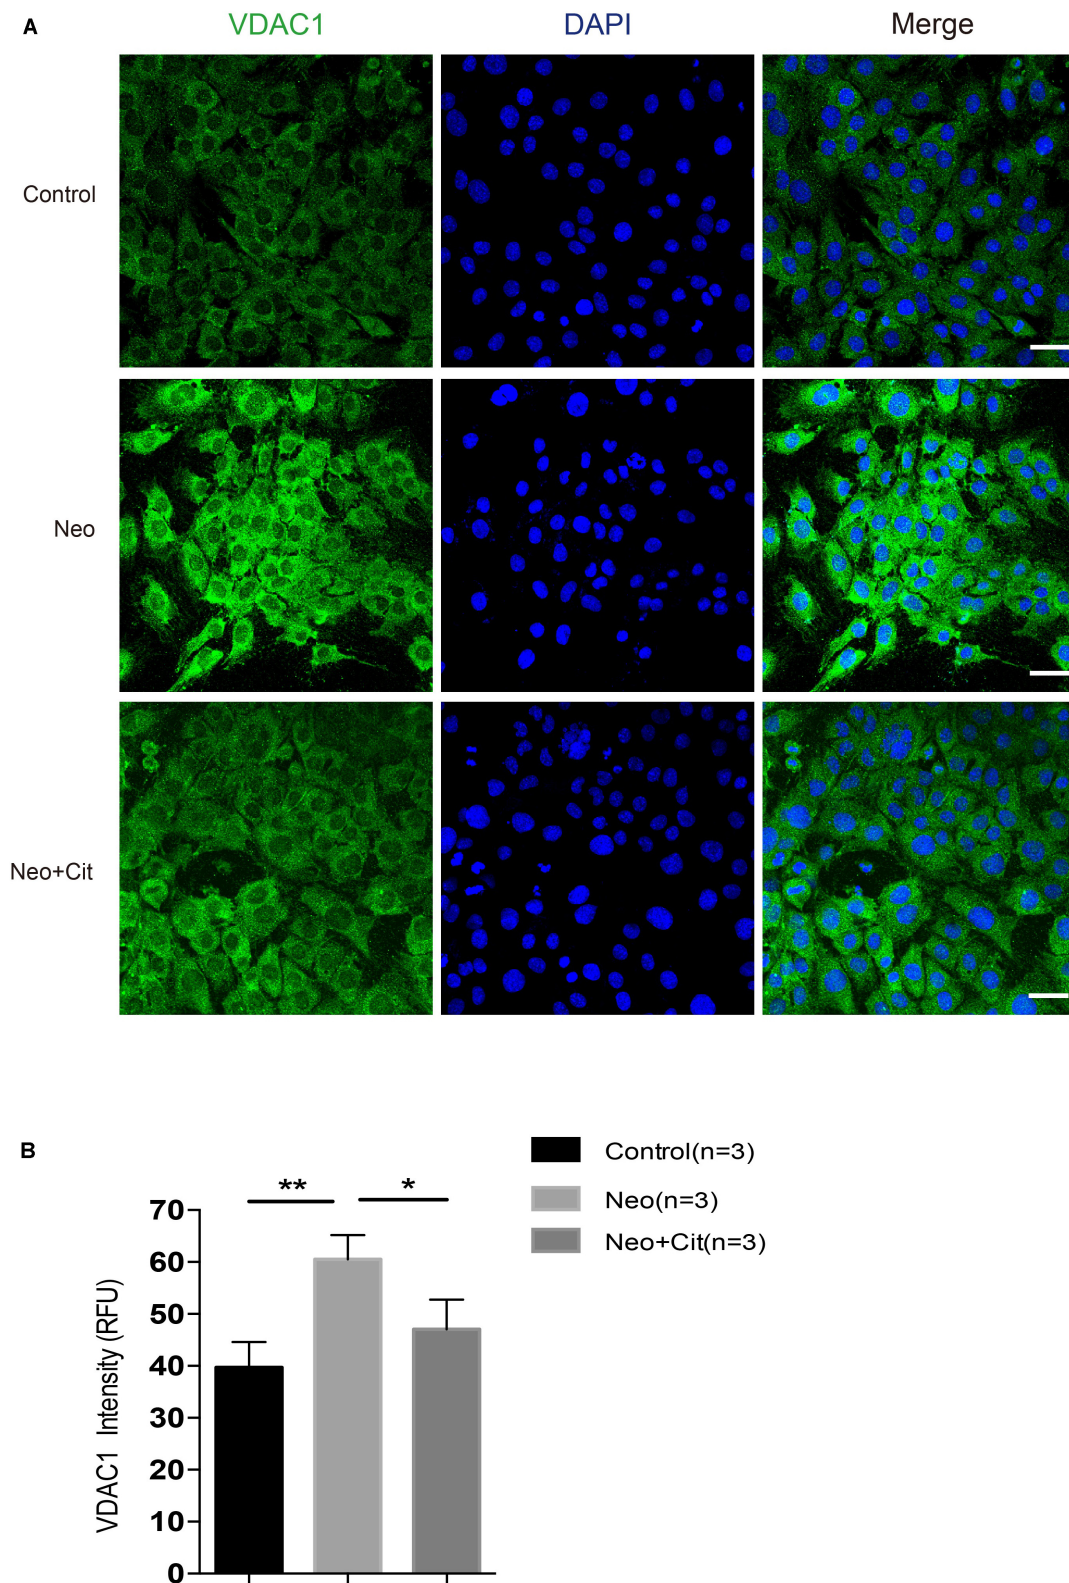 A
VDAC1 DAPI Merge
Control
Neo
Neo+Cit
B
Control(n=3)
Neo(n=3)
Neo+Cit(n=3)
** *
70
60
50
40
30
20
10
0
VDAC1 Intensity (RFU)